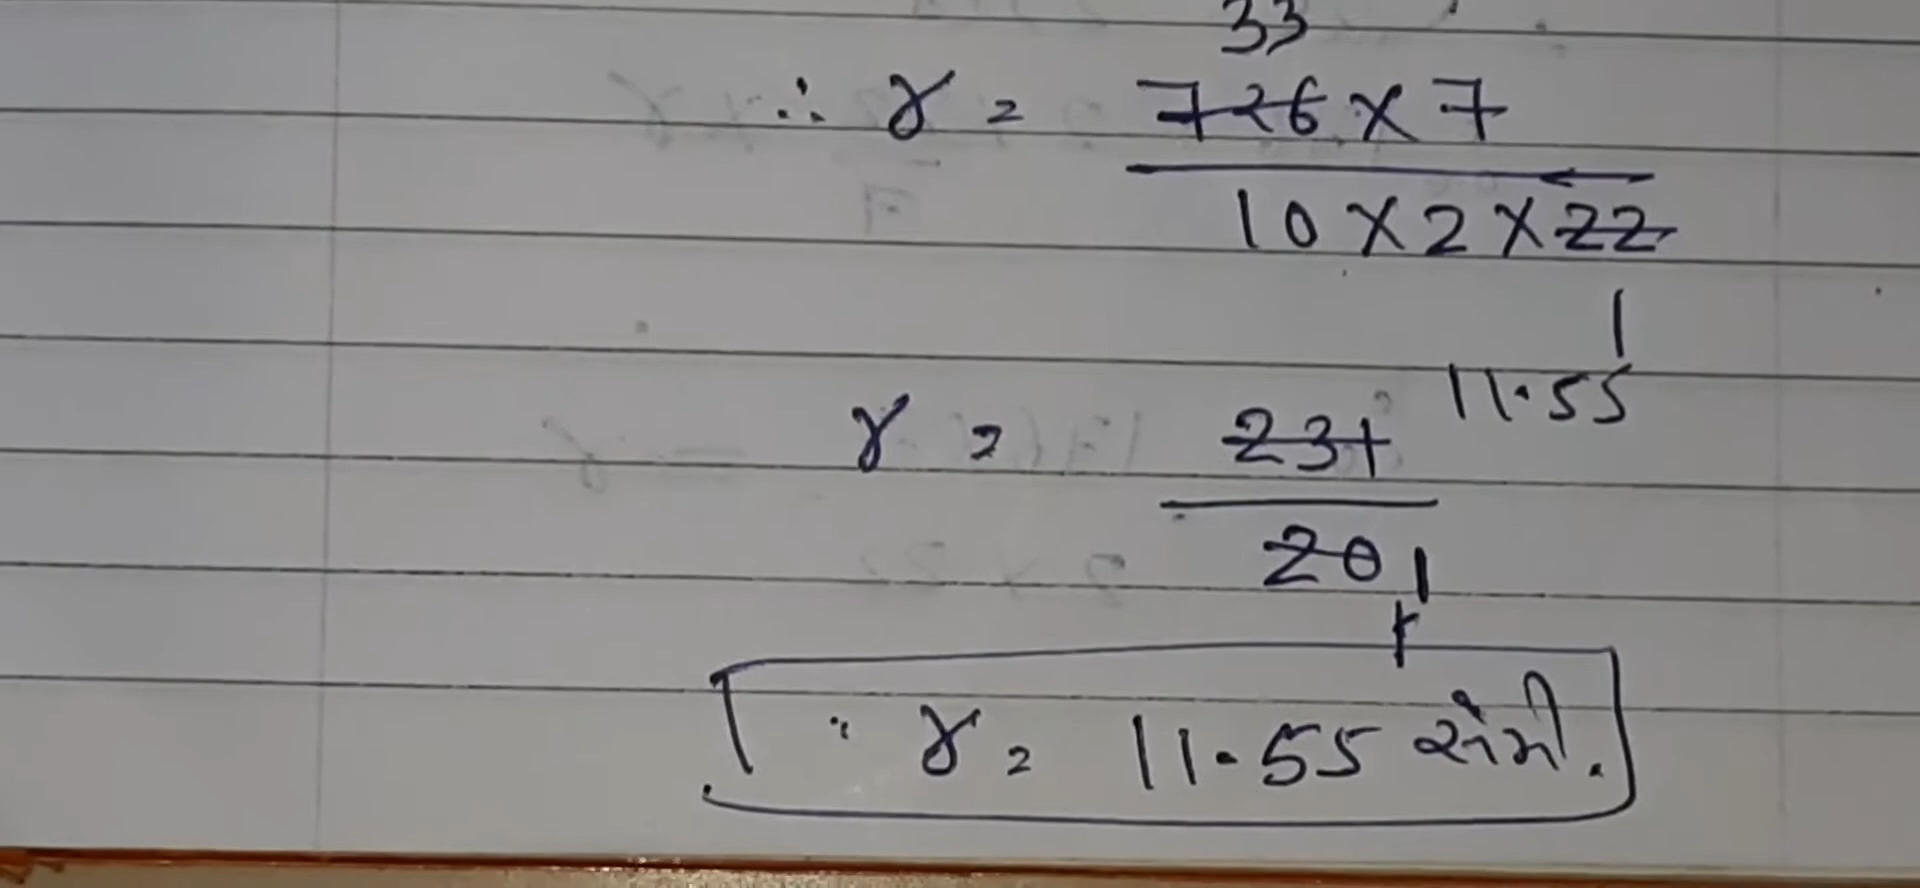 33
∴ r = 726 × 7
10 × 2 × 22
1
11.55
r = 231
20 1
∴ r = 11.55 સેમી.